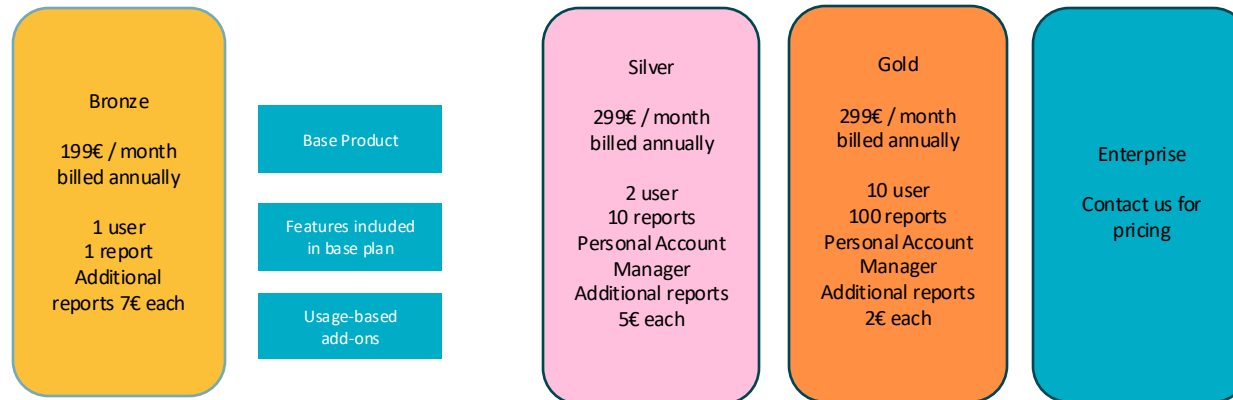 Bronze
199€ / month
billed annually
1 user
1 report
Additional
reports 7€ each
Base Product
Features included
in base plan
Usage-based
add-ons
Silver
299€ / month
billed annually
2 user
10 reports
Personal Account
Manager
Additional reports
5€ each
Gold
299€ / month
billed annually
10 user
100 reports
Personal Account
Manager
Additional reports
2€ each
Enterprise
Contact us for
pricing